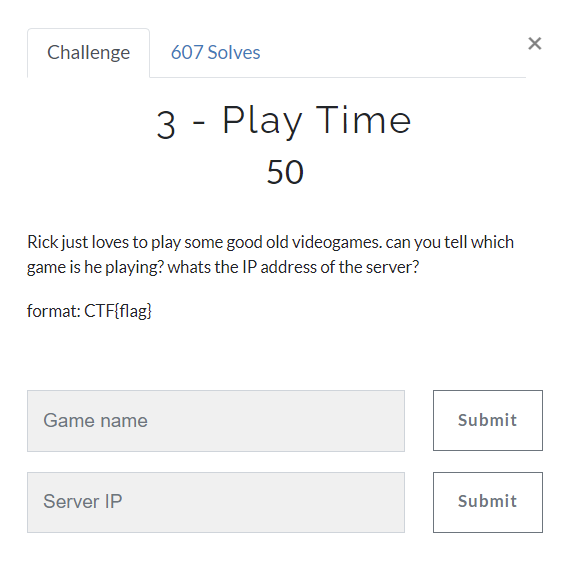 Challenge
607 Solves
×
3 - Play Time
50
Rick just loves to play some good old videogames. can you tell which
game is he playing? whats the IP address of the server?
format: CTF{flag}
Game name
Submit
Server IP
Submit